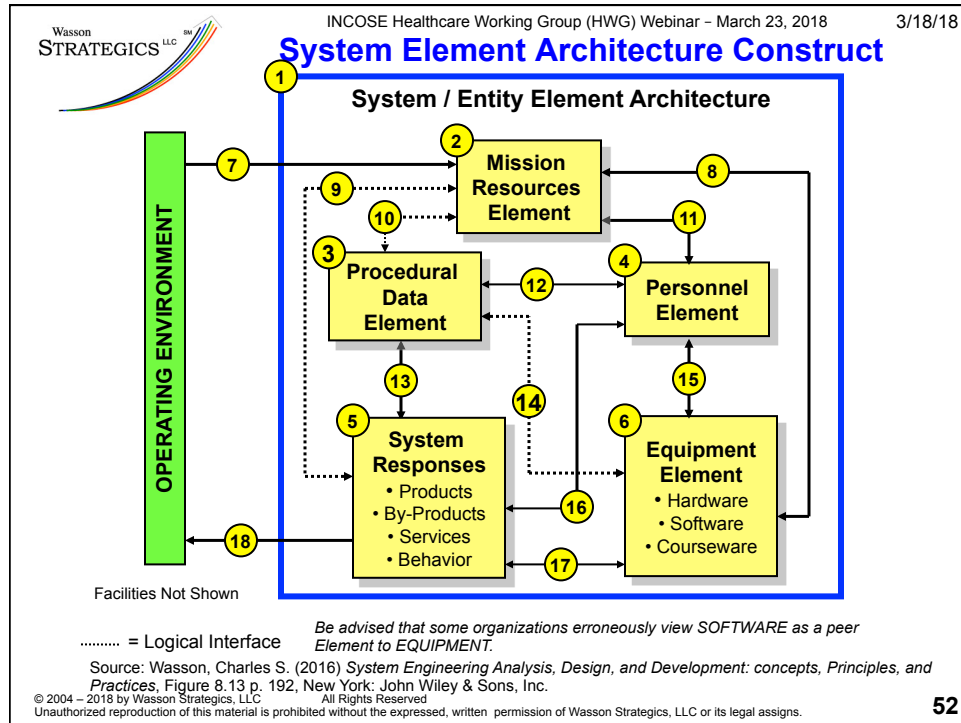 INCOSE Healthcare Working Group (HWG) Webinar – March 23, 2018
3/18/18
Wasson
STRATEGICS LLC SM
System Element Architecture Construct
1
System / Entity Element Architecture
OPERATING ENVIRONMENT
2
Mission
Resources
Element
7
8
9
10
11
3
Procedural
Data
Element
12
4
Personnel
Element
13
14
15
5
System
Responses
• Products
• By-Products
• Services
• Behavior
6
Equipment
Element
• Hardware
• Software
• Courseware
16
17
18
Facilities Not Shown
......... = Logical Interface
Be advised that some organizations erroneously view SOFTWARE as a peer
Element to EQUIPMENT.
Source: Wasson, Charles S. (2016) System Engineering Analysis, Design, and Development: concepts, Principles, and
Practices, Figure 8.13 p. 192, New York: John Wiley & Sons, Inc.
© 2004 – 2018 by Wasson Strategics, LLC All Rights Reserved
Unauthorized reproduction of this material is prohibited without the expressed, written permission of Wasson Strategics, LLC or its legal assigns.
52